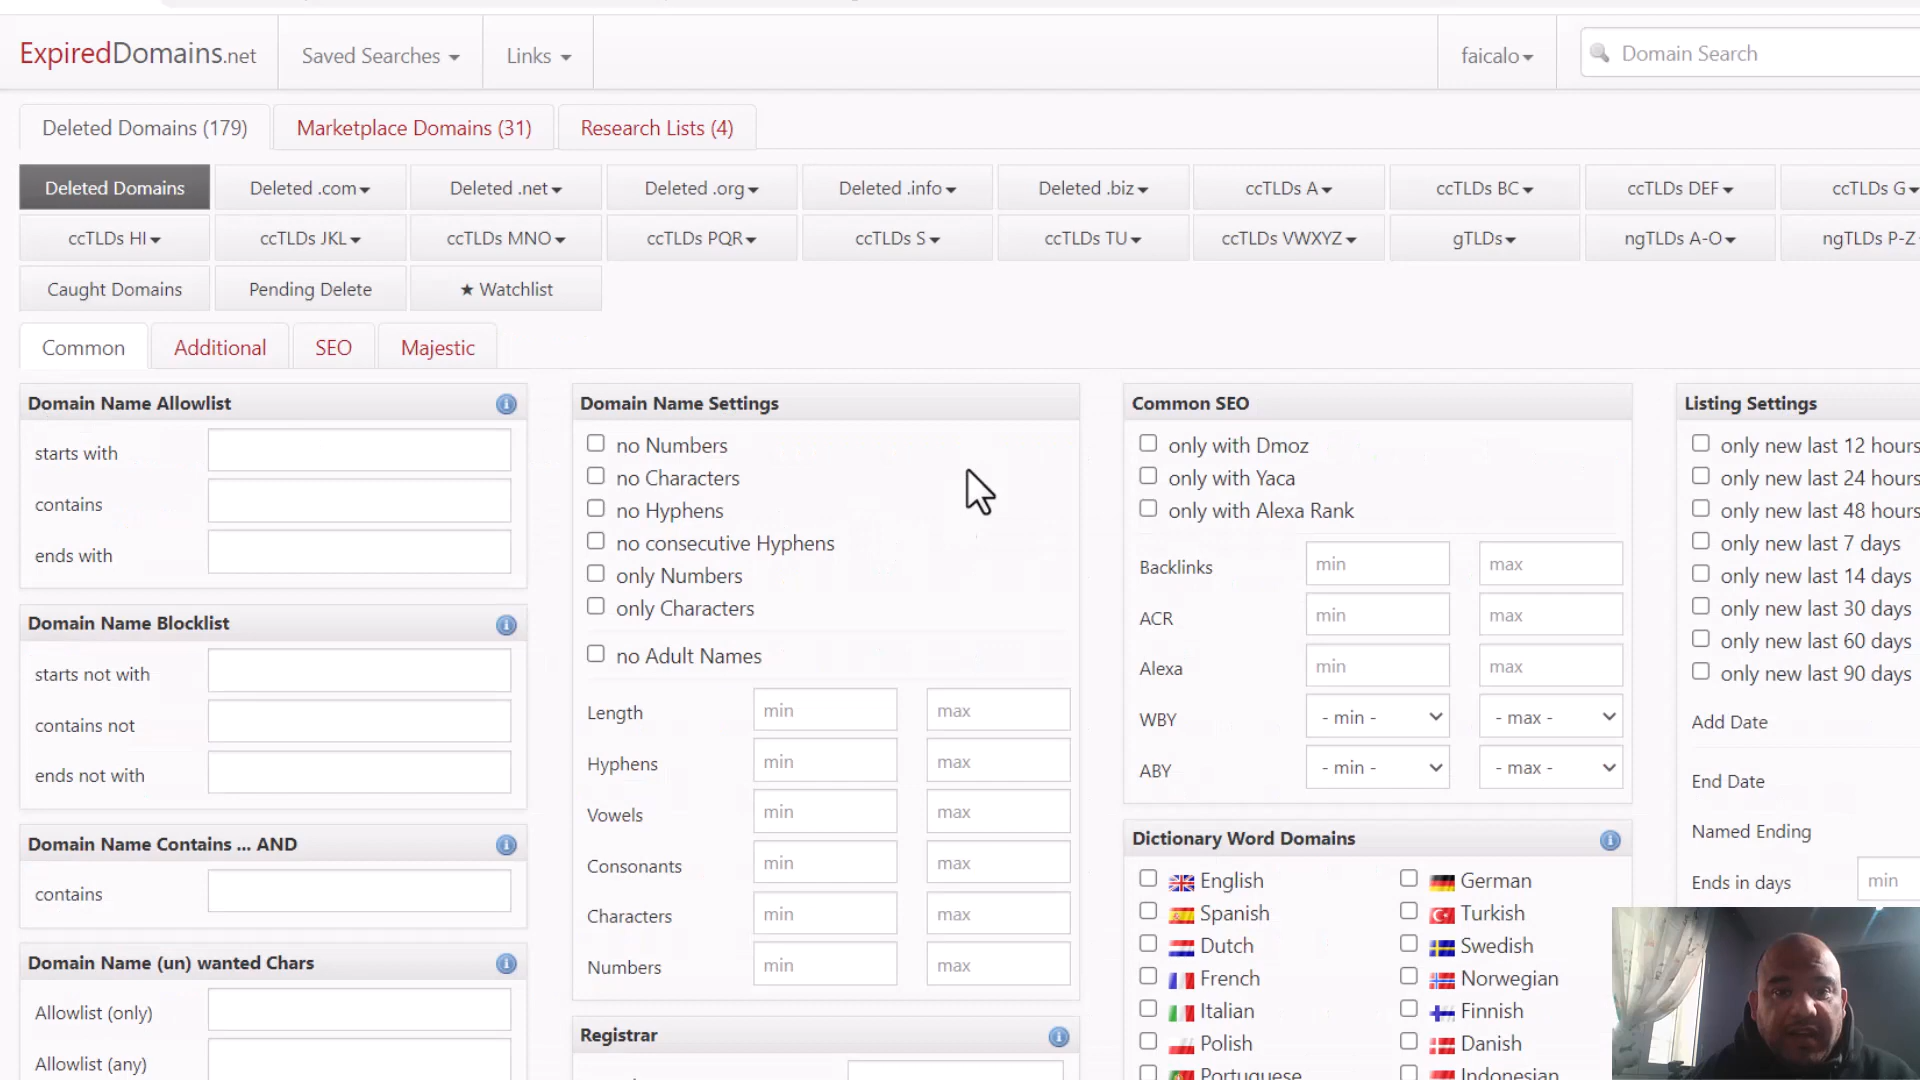 ExpiredDomains.net Saved Searches Links faicalo Domain Search
Deleted Domains (179) Marketplace Domains (31) Research Lists (4)
Deleted Domains Deleted .com Deleted .net Deleted .org Deleted .info Deleted .biz ccTLDs A ccTLDs BC ccTLDs DEF ccTLDs G
ccTLDs HI ccTLDs JKL ccTLDs MNO ccTLDs PQR ccTLDs S ccTLDs TU ccTLDs VWXYZ gTLDs ngTLDs A-O ngTLDs P-Z
Caught Domains Pending Delete ★ Watchlist
Common Additional SEO Majestic
Domain Name Allowlist
starts with
contains
ends with
Domain Name Blocklist
starts not with
contains not
ends not with
Domain Name Contains ... AND
contains
Domain Name (un) wanted Chars
Allowlist (only)
Allowlist (any)
Domain Name Settings
no Numbers
no Characters
no Hyphens
no consecutive Hyphens
only Numbers
only Characters
no Adult Names
Length min max
Hyphens min max
Vowels min max
Consonants min max
Characters min max
Numbers min max
Registrar
Common SEO
only with Dmoz
only with Yaca
only with Alexa Rank
Backlinks min max
ACR min max
Alexa min max
WBY - min - - max -
ABY - min - - max -
Dictionary Word Domains
English German
Spanish Turkish
Dutch Swedish
French Norwegian
Italian Finnish
Polish Danish
Portuguese Indonesian
Listing Settings
only new last 12 hours
only new last 24 hours
only new last 48 hours
only new last 7 days
only new last 14 days
only new last 30 days
only new last 60 days
only new last 90 days
Add Date
End Date
Named Ending
Ends in days min